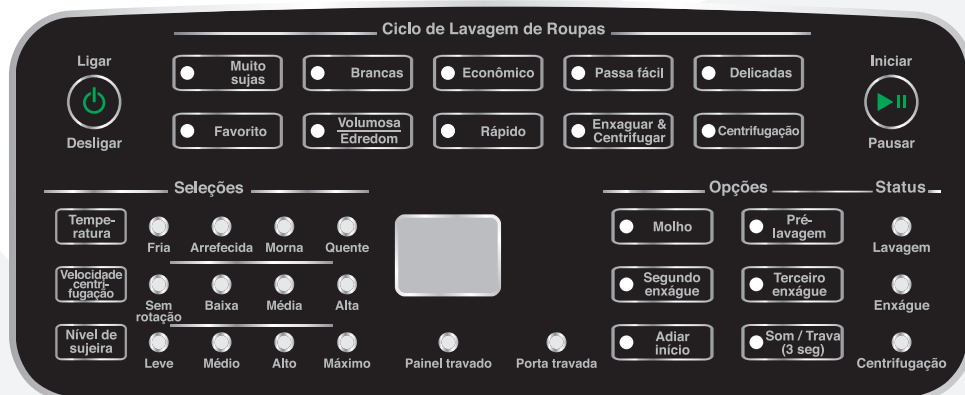 Ciclo de Lavagem de Roupas
Ligar
Desligar
Muito
sujas
Brancas
Econômico
Passa fácil
Delicadas
Favorito
Volumosa
Edredom
Rápido
Enxaguar &
Centrifugar
Centrifugação
Iniciar
Pausar
Seleções
Tempe-
ratura
Fria
Arrefecida
Morna
Quente
Velocidade
centri-
fugação
Sem
rotação
Baixa
Média
Alta
Nível de
sujeira
Leve
Médio
Alto
Máximo
Painel travado
Porta travada
Opções
Molho
Pré-
lavagem
Segundo
enxágue
Terceiro
enxágue
Adiar
início
Som / Trava
(3 seg)
Status
Lavagem
Enxágue
Centrifugação